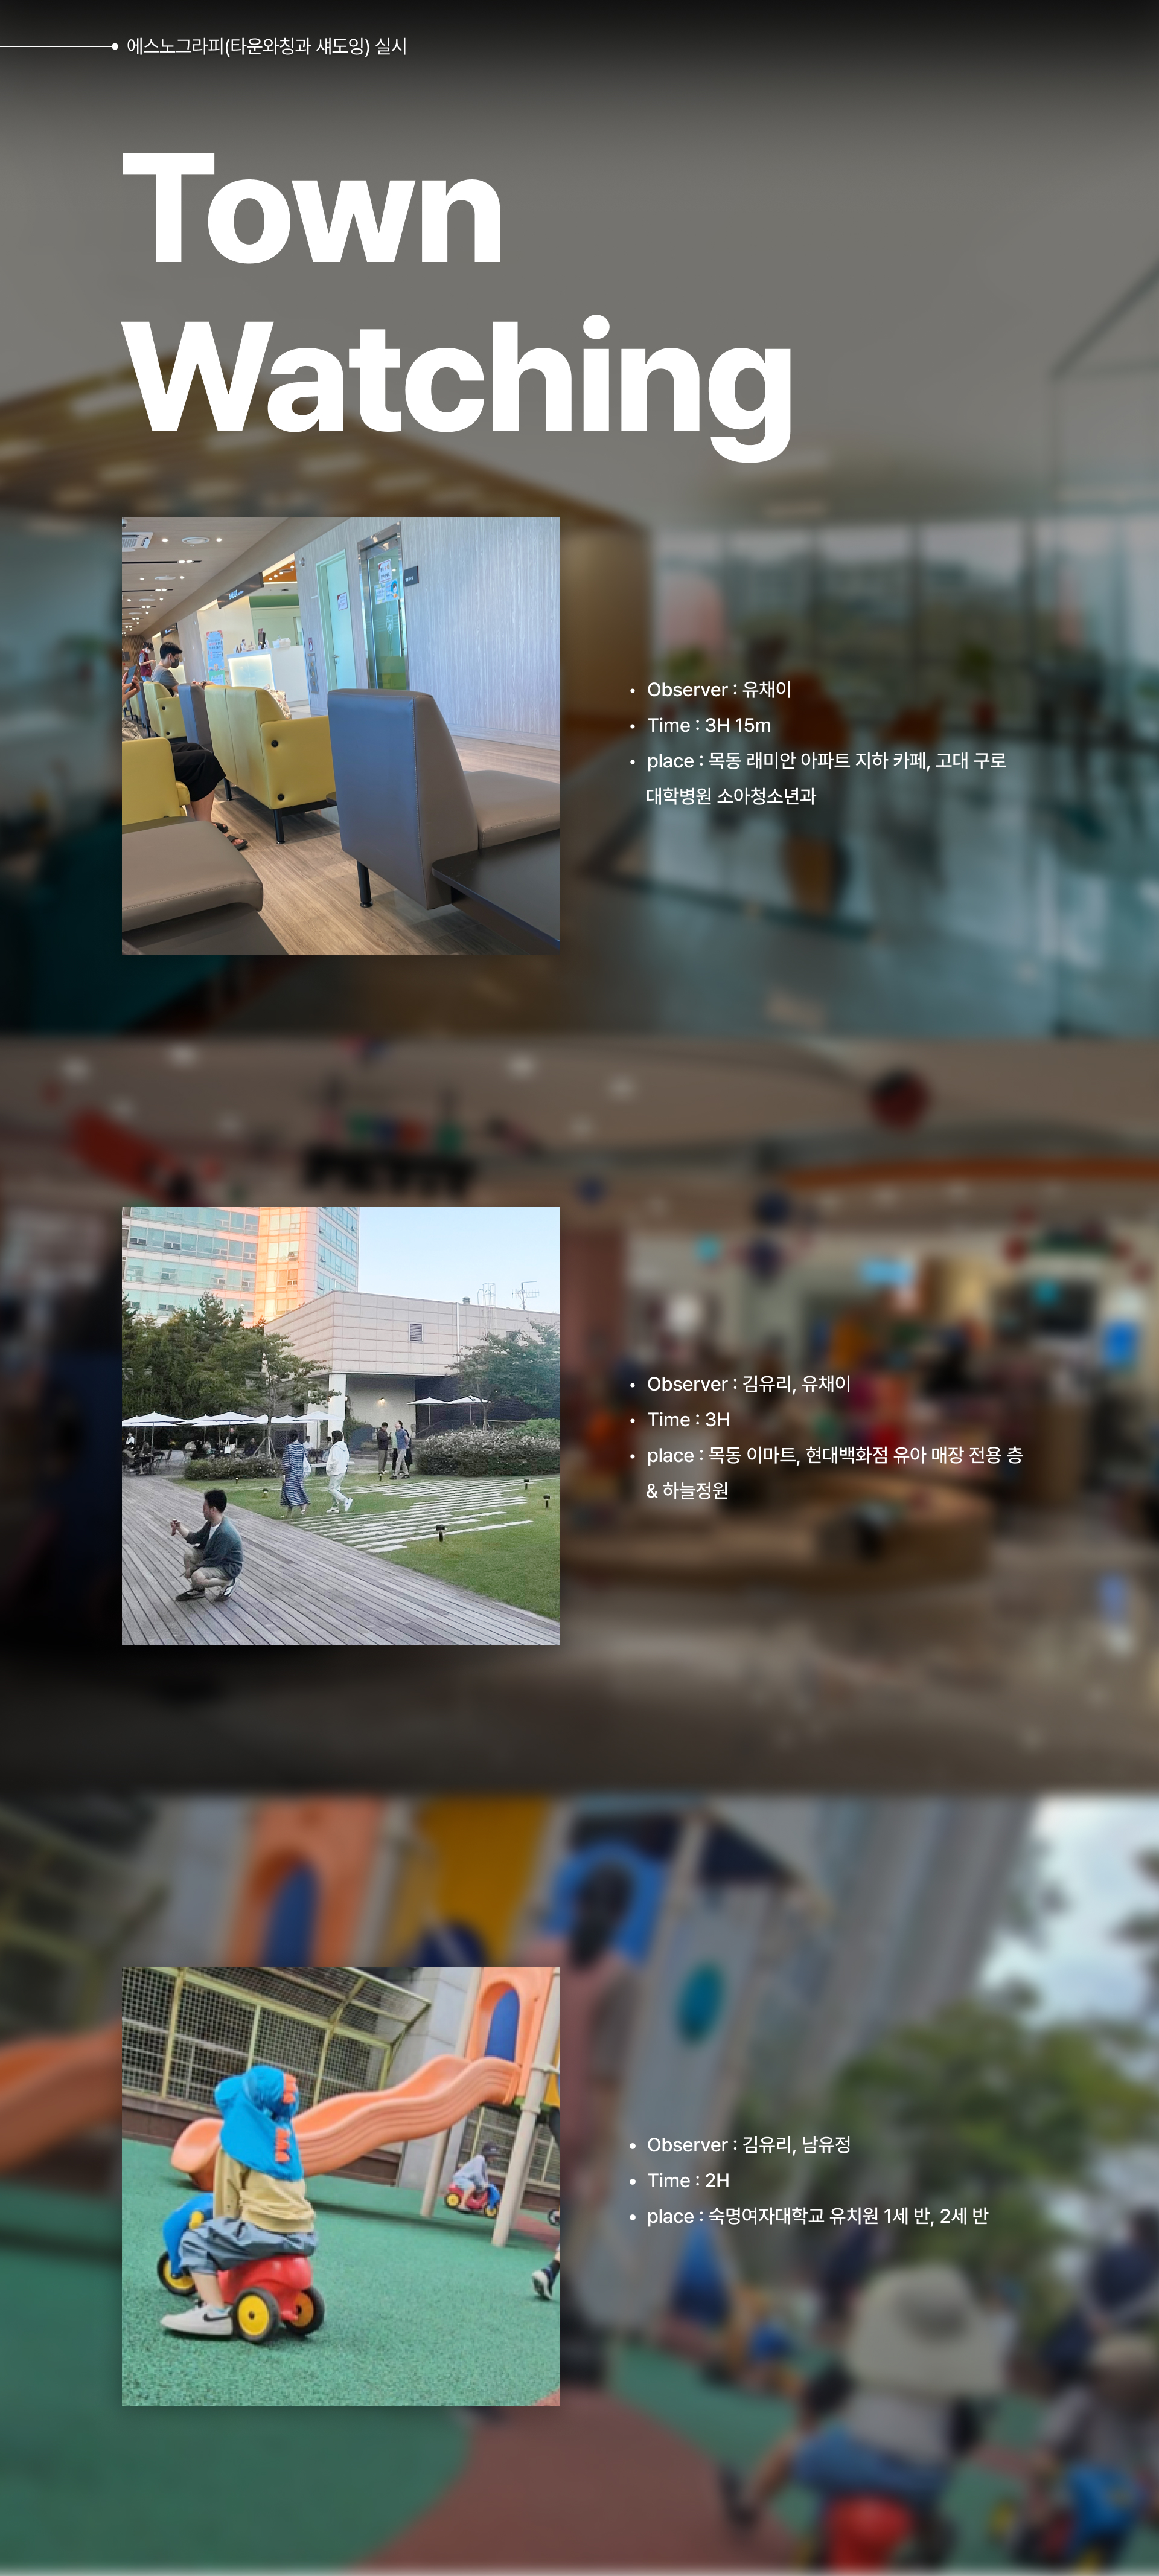 에스노그라피(타운와칭과 섀도잉) 실시
Town
Watching
• Observer : 유채이
• Time : 3H 15m
• place : 목동 래미안 아파트 지하 카페, 고대 구로
대학병원 소아청소년과
• Observer : 김유리, 유채이
• Time : 3H
• place : 목동 이마트, 현대백화점 유아 매장 전용 층
& 하늘정원
• Observer : 김유리, 남유정
• Time : 2H
• place : 숙명여자대학교 유치원 1세 반, 2세 반